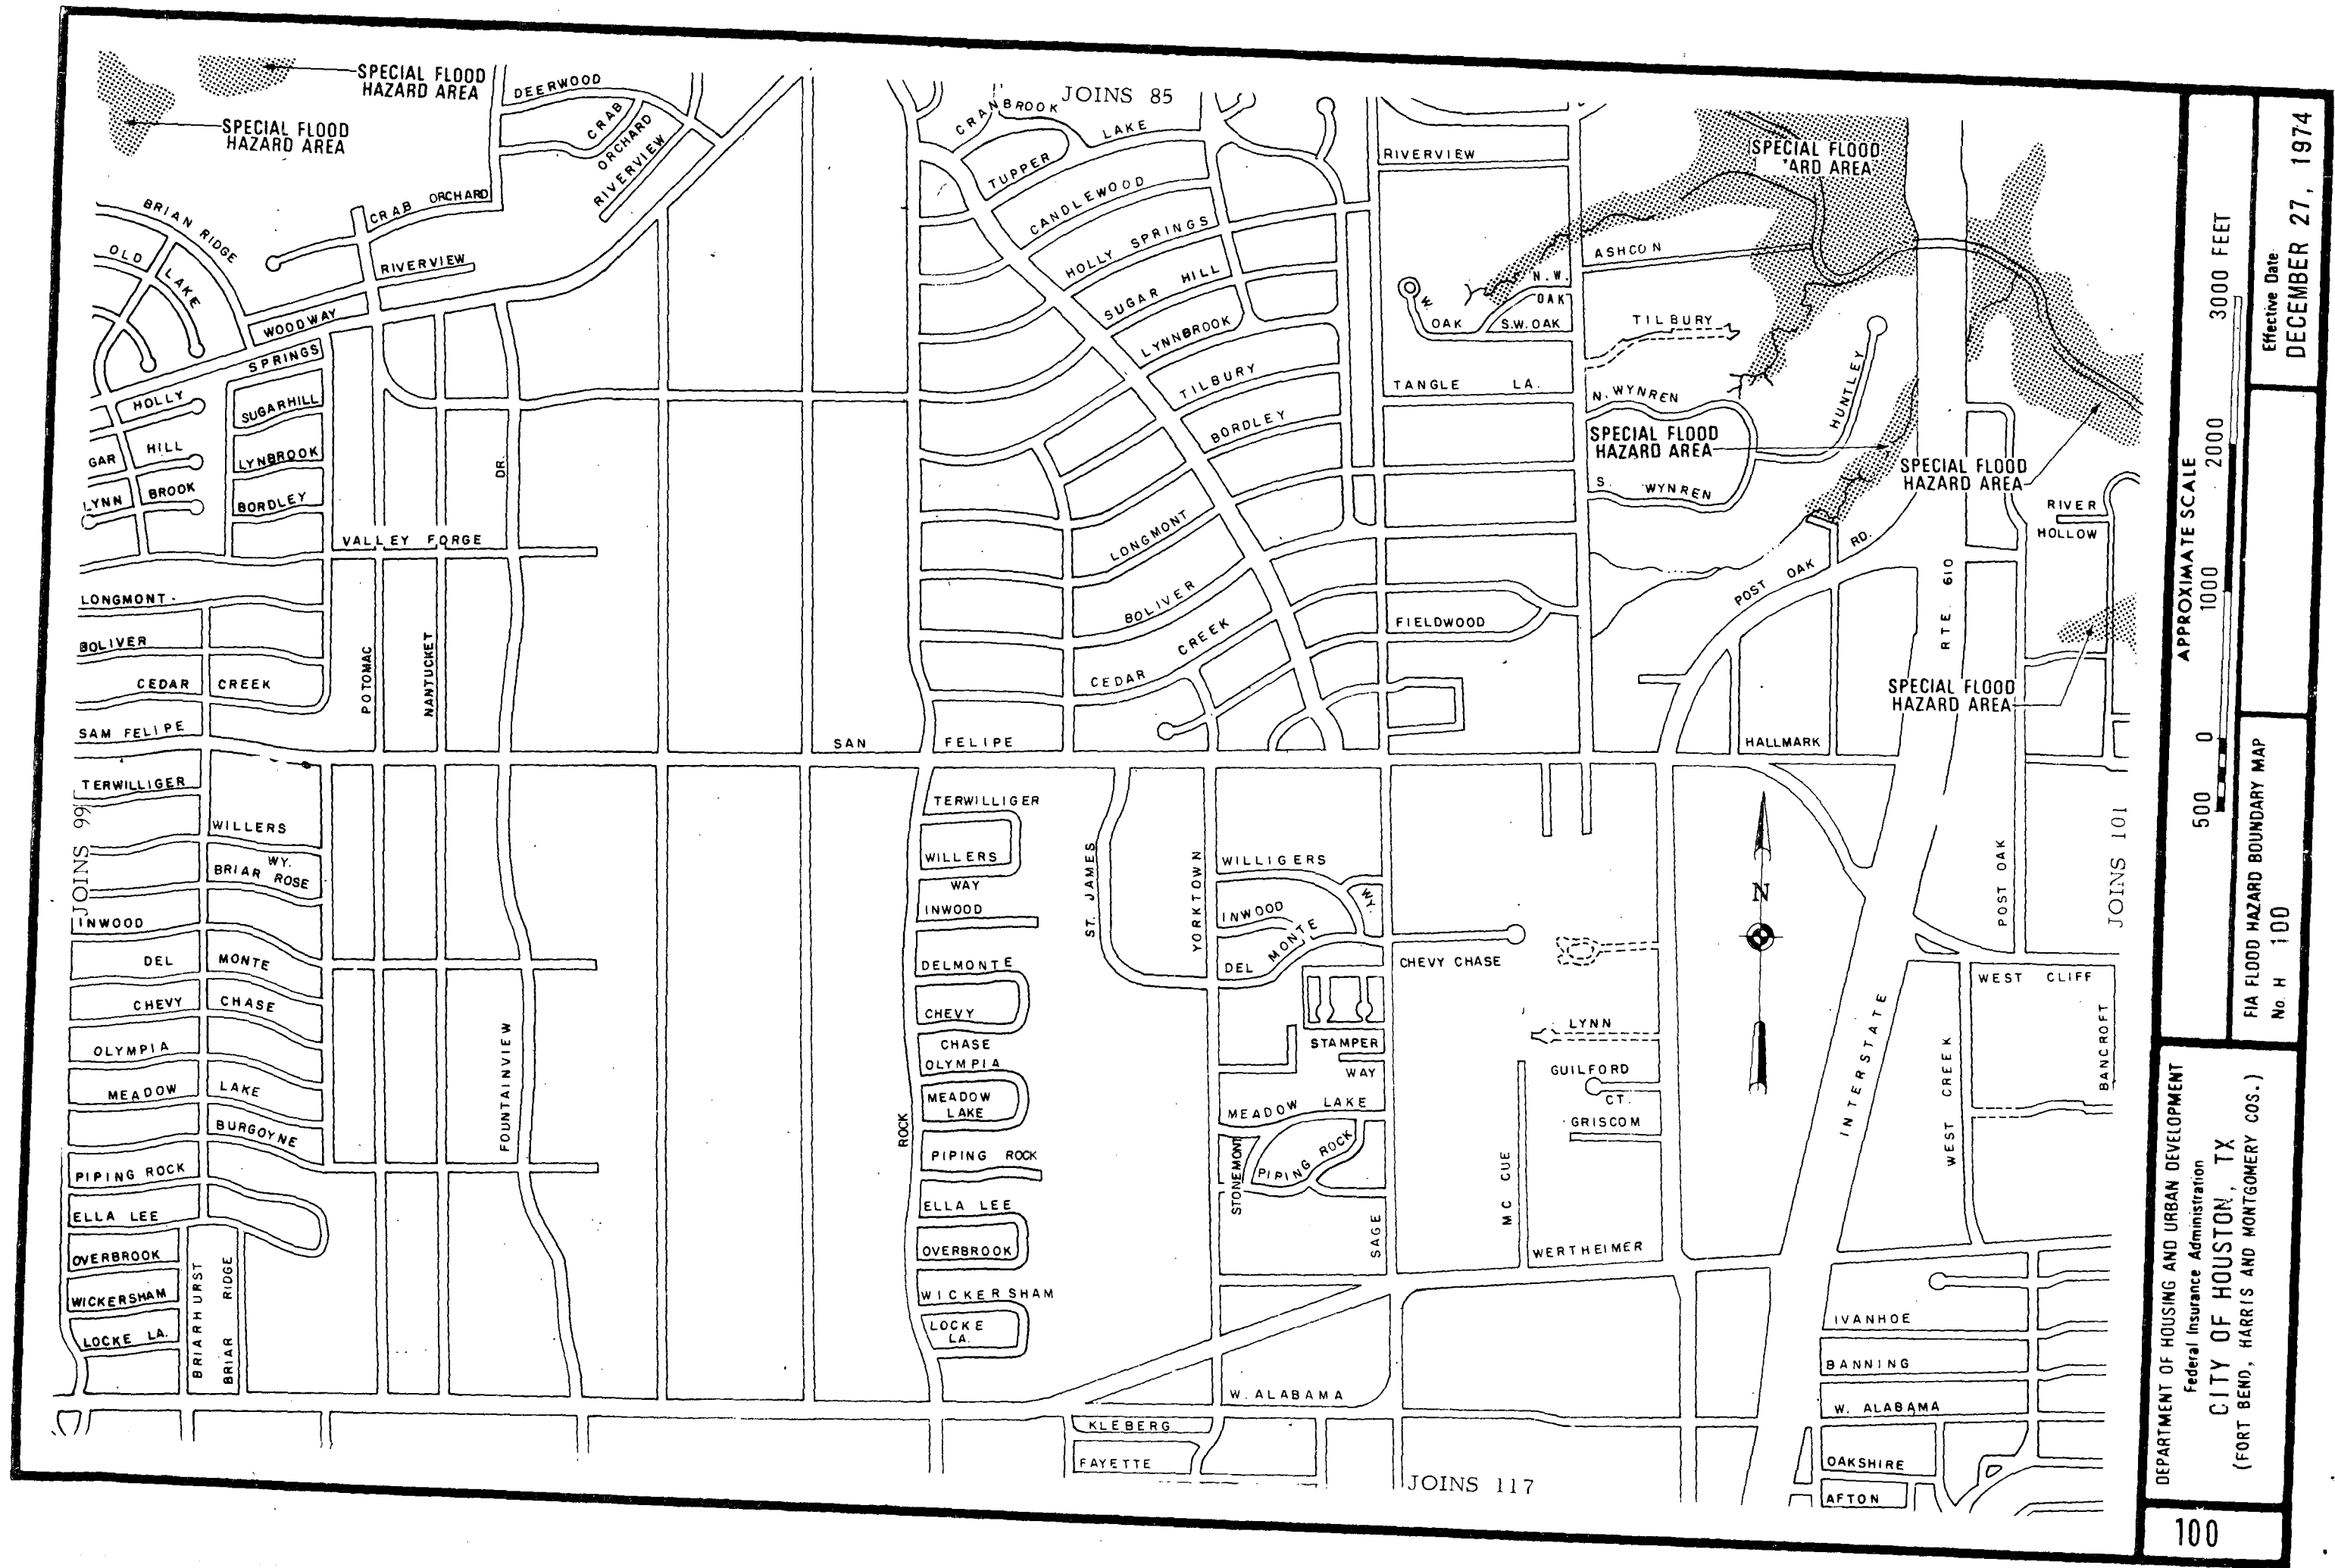 SPECIAL FLOOD
HAZARD AREA
SPECIAL FLOOD
HAZARD AREA
DEERWOOD
CRAB
ORCHARD
RIVERVIEW
CRAB ORCHARD
RIVERVIEW
BRIAN RIDGE
OLD
LAKE
WOODWAY
SPRINGS
HOLLY
SUGARHILL
GAR
HILL
LYNBROOK
LYNN
BROOK
BORDLEY
DR.
VALLEY FORGE
LONGMONT.
BOLIVER
CEDAR
CREEK
POTOMAC
NANTUCKET
SAM FELIPE
JOINS 85
CRANBROOK
LAKE
TUPPER
CANDLEWOOD
HOLLY SPRINGS
SUGAR HILL
LYNNBROOK
TILBURY
BORDLEY
LONGMONT
BOLIVER
CEDAR CREEK
SAN
FELIPE
RIVERVIEW
SPECIAL FLOOD
'ARD AREA
ASHCON
N.W.
OAK
W.
OAK
S.W. OAK
TILBURY
TANGLE LA.
N. WYNREN
HUNTLEY
SPECIAL FLOOD
HAZARD AREA
S. WYNREN
SPECIAL FLOOD
HAZARD AREA
RIVER
HOLLOW
POST OAK
RD.
RTE. 610
FIELDWOOD
SPECIAL FLOOD
HAZARD AREA
HALLMARK
TERWILLIGER
JOINS 99
WILLERS
WY.
BRIAR ROSE
INWOOD
DEL
MONTE
CHEVY
CHASE
OLYMPIA
MEADOW
LAKE
BURGOYNE
PIPING ROCK
ELLA LEE
OVERBROOK
WICKERSHAM
LOCKE LA.
BRIARHURST
BRIAR RIDGE
FOUNTAINVIEW
ROCK
TERWILLIGER
WILLERS
WAY
INWOOD
DELMONTE
CHEVY
CHASE
OLYMPIA
MEADOW
LAKE
PIPING ROCK
ELLA LEE
OVERBROOK
WICKERSHAM
LOCKE
LA.
ST. JAMES
YORKTOWN
WILLIGERS
WY.
INWOOD
DEL MONTE
CHEVY CHASE
STAMPER
WAY
MEADOW LAKE
STONEMONT
PIPING ROCK
SAGE
MC CUE
LYNN
GUILFORD
CT.
GRISCOM
WERTHEIMER
N
INTERSTATE
POST OAK
JOINS 101
WEST CLIFF
WEST CREEK
BANCROFT
W. ALABAMA
KLEBERG
FAYETTE
JOINS 117
IVANHOE
BANNING
W. ALABAMA
OAKSHIRE
AFTON
APPROXIMATE SCALE
500 0 1000 2000 3000 FEET
Effective Date
DECEMBER 27, 1974
FIA FLOOD HAZARD BOUNDARY MAP
No. H 100
DEPARTMENT OF HOUSING AND URBAN DEVELOPMENT
Federal Insurance Administration
CITY OF HOUSTON, TX
(FORT BEND, HARRIS AND MONTGOMERY COS.)
100